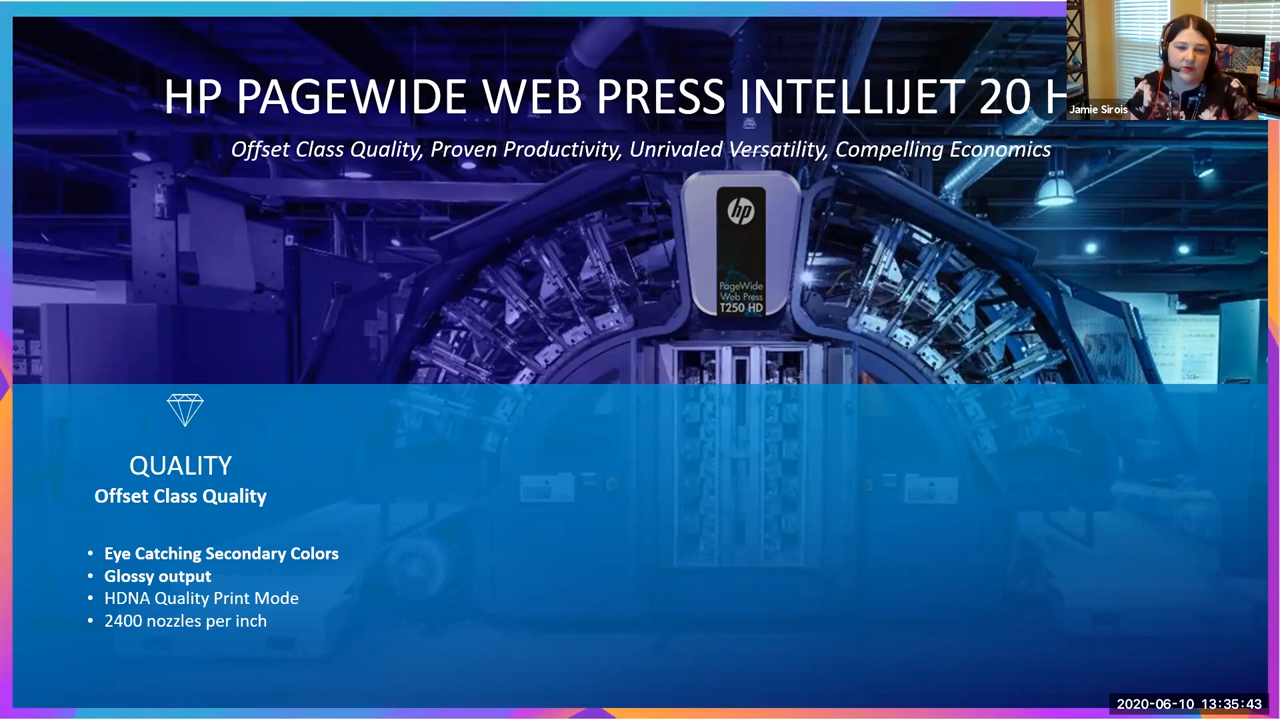 HP PAGEWIDE WEB PRESS INTELLIJET 20 H
Jamie Sirois
Offset Class Quality, Proven Productivity, Unrivaled Versatility, Compelling Economics
hp
PageWide
Web Press
T250 HD
QUALITY
Offset Class Quality
• Eye Catching Secondary Colors
• Glossy output
• HDNA Quality Print Mode
• 2400 nozzles per inch
2020-06-10 13:35:43